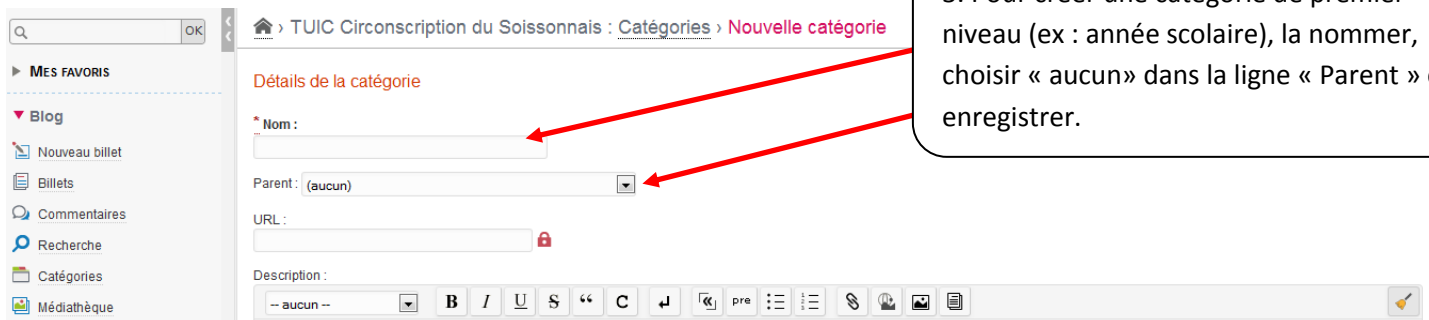 OK
› TUIC Circonscription du Soissonnais : Catégories › Nouvelle catégorie
MES FAVORIS
Blog
Nouveau billet
Billets
Commentaires
Recherche
Catégories
Médiathèque
Détails de la catégorie
* Nom :
Parent : (aucun)
URL :
Description :
-- aucun -- B I U S “ C pre
niveau (ex : année scolaire), la nommer,
choisir « aucun» dans la ligne « Parent »
enregistrer.